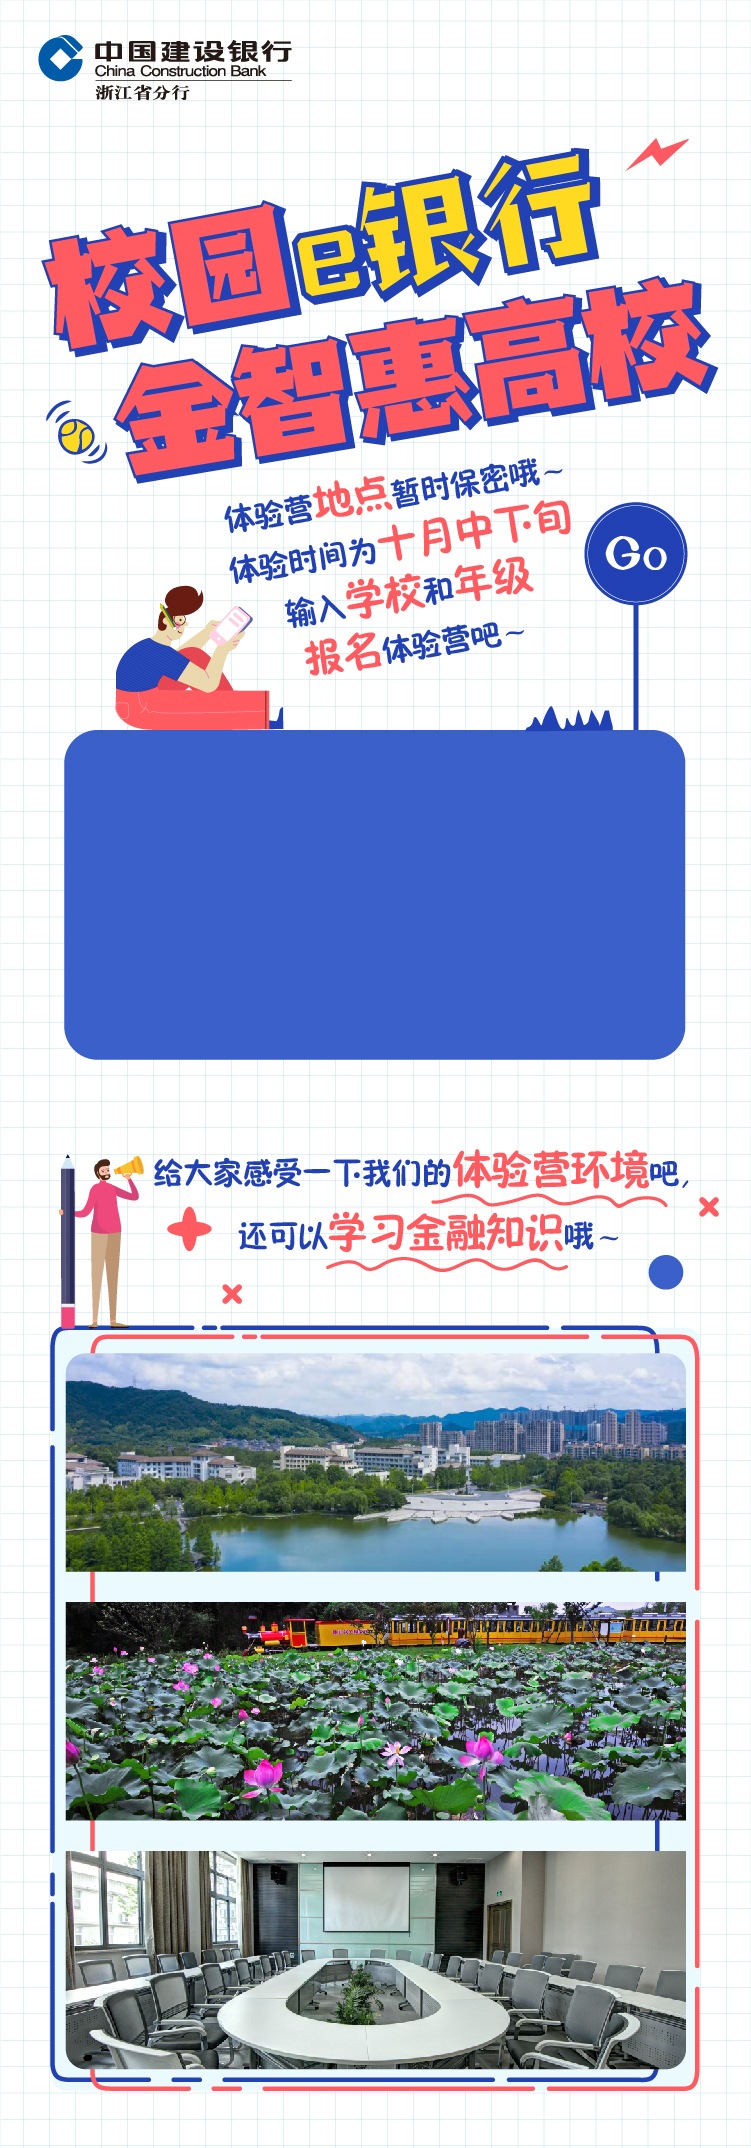 中国建设银行
China Construction Bank
浙江省分行
校园e银行
金智惠高校
体验营地点暂时保密哦~
体验时间为十月中下旬
Go
输入学校和年级
报名体验营吧~
给大家感受一下我们的体验营环境吧,
还可以学习金融知识哦~